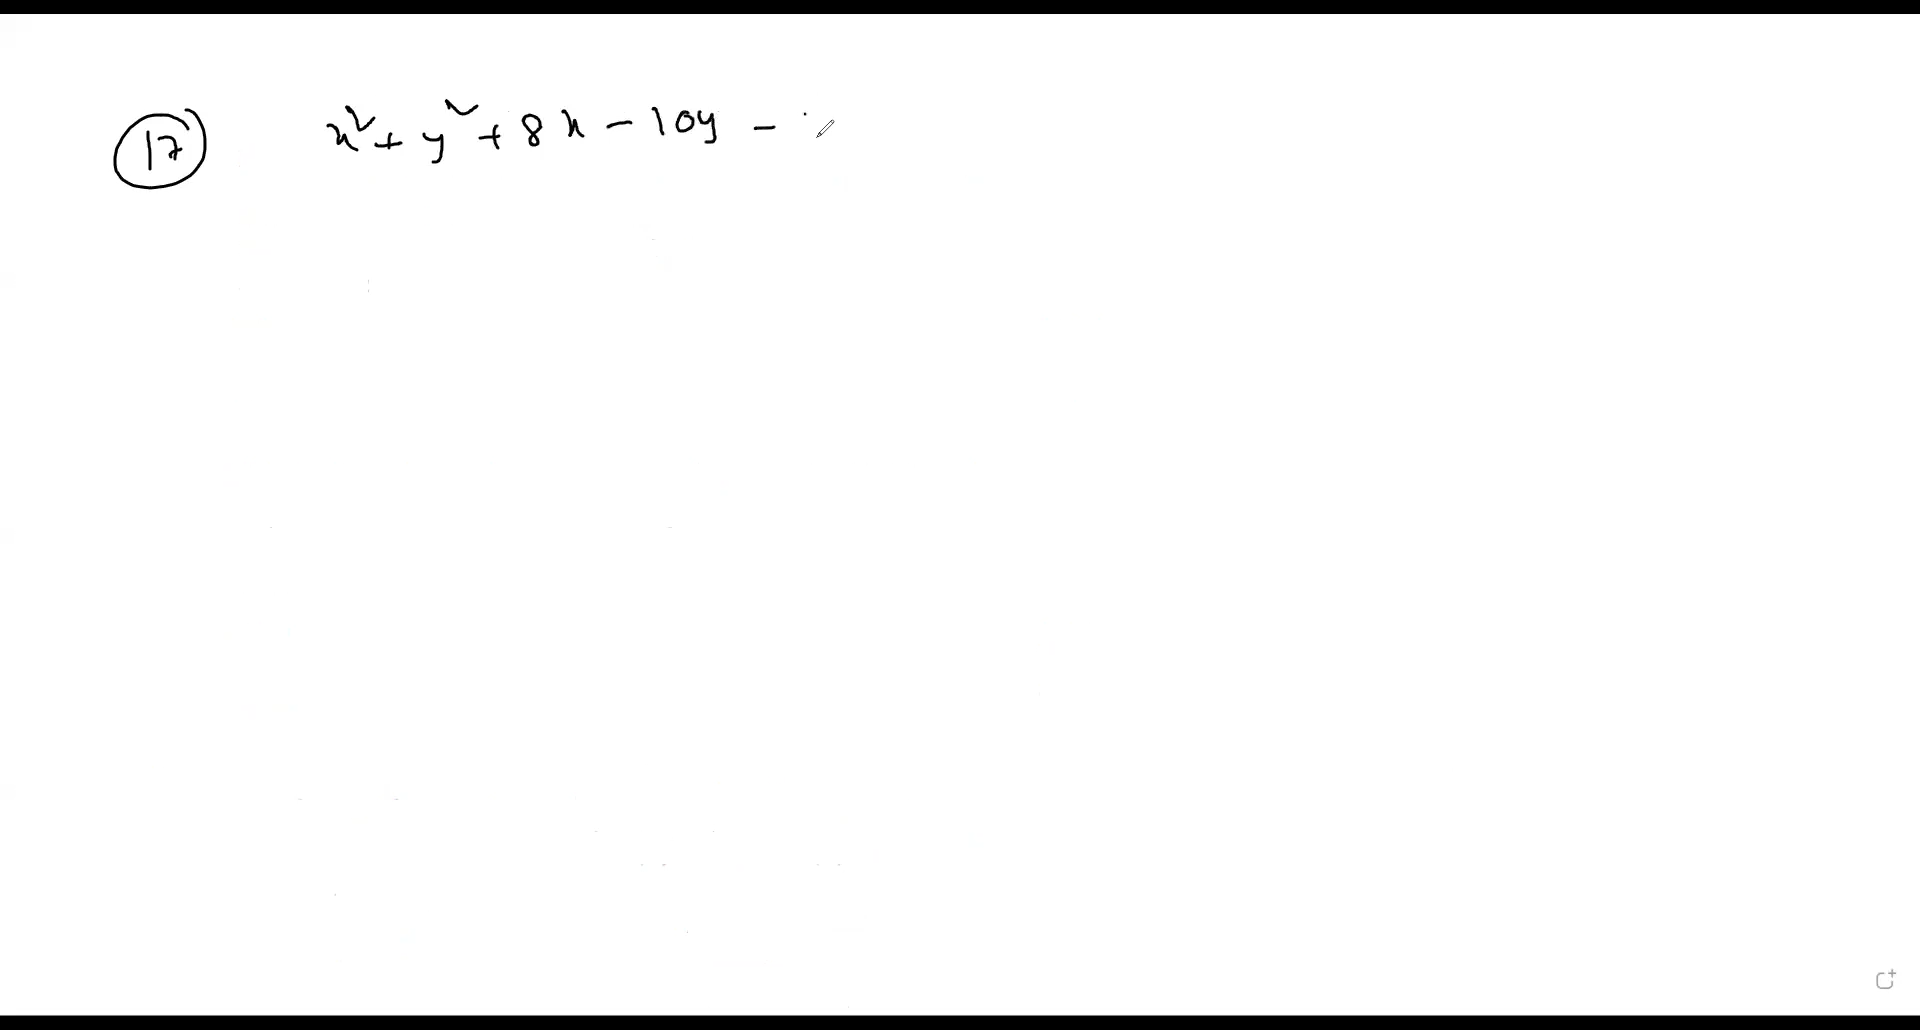 17 x² + y² + 8x - 10y -